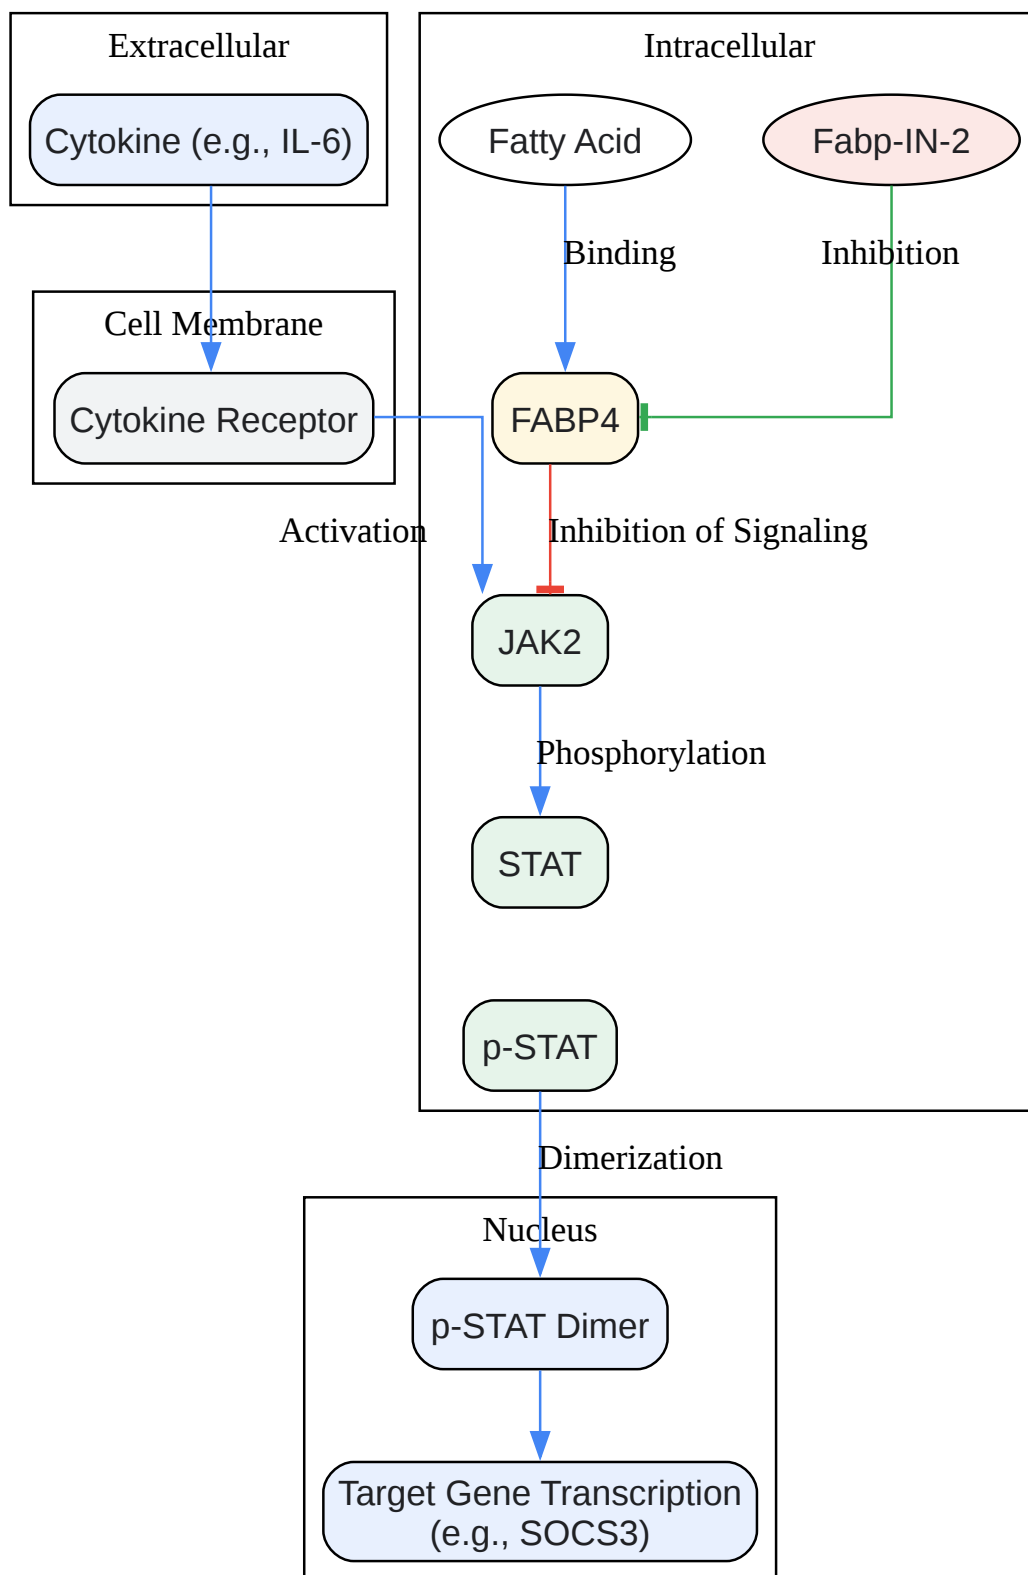 Extracellular
Cytokine (e.g., IL-6)
Intracellular
Fatty Acid
Fabp-IN-2
Binding
Inhibition
Cell Membrane
Cytokine Receptor
FABP4
Activation
Inhibition of Signaling
JAK2
Phosphorylation
STAT
p-STAT
Dimerization
Nucleus
p-STAT Dimer
Target Gene Transcription
(e.g., SOCS3)